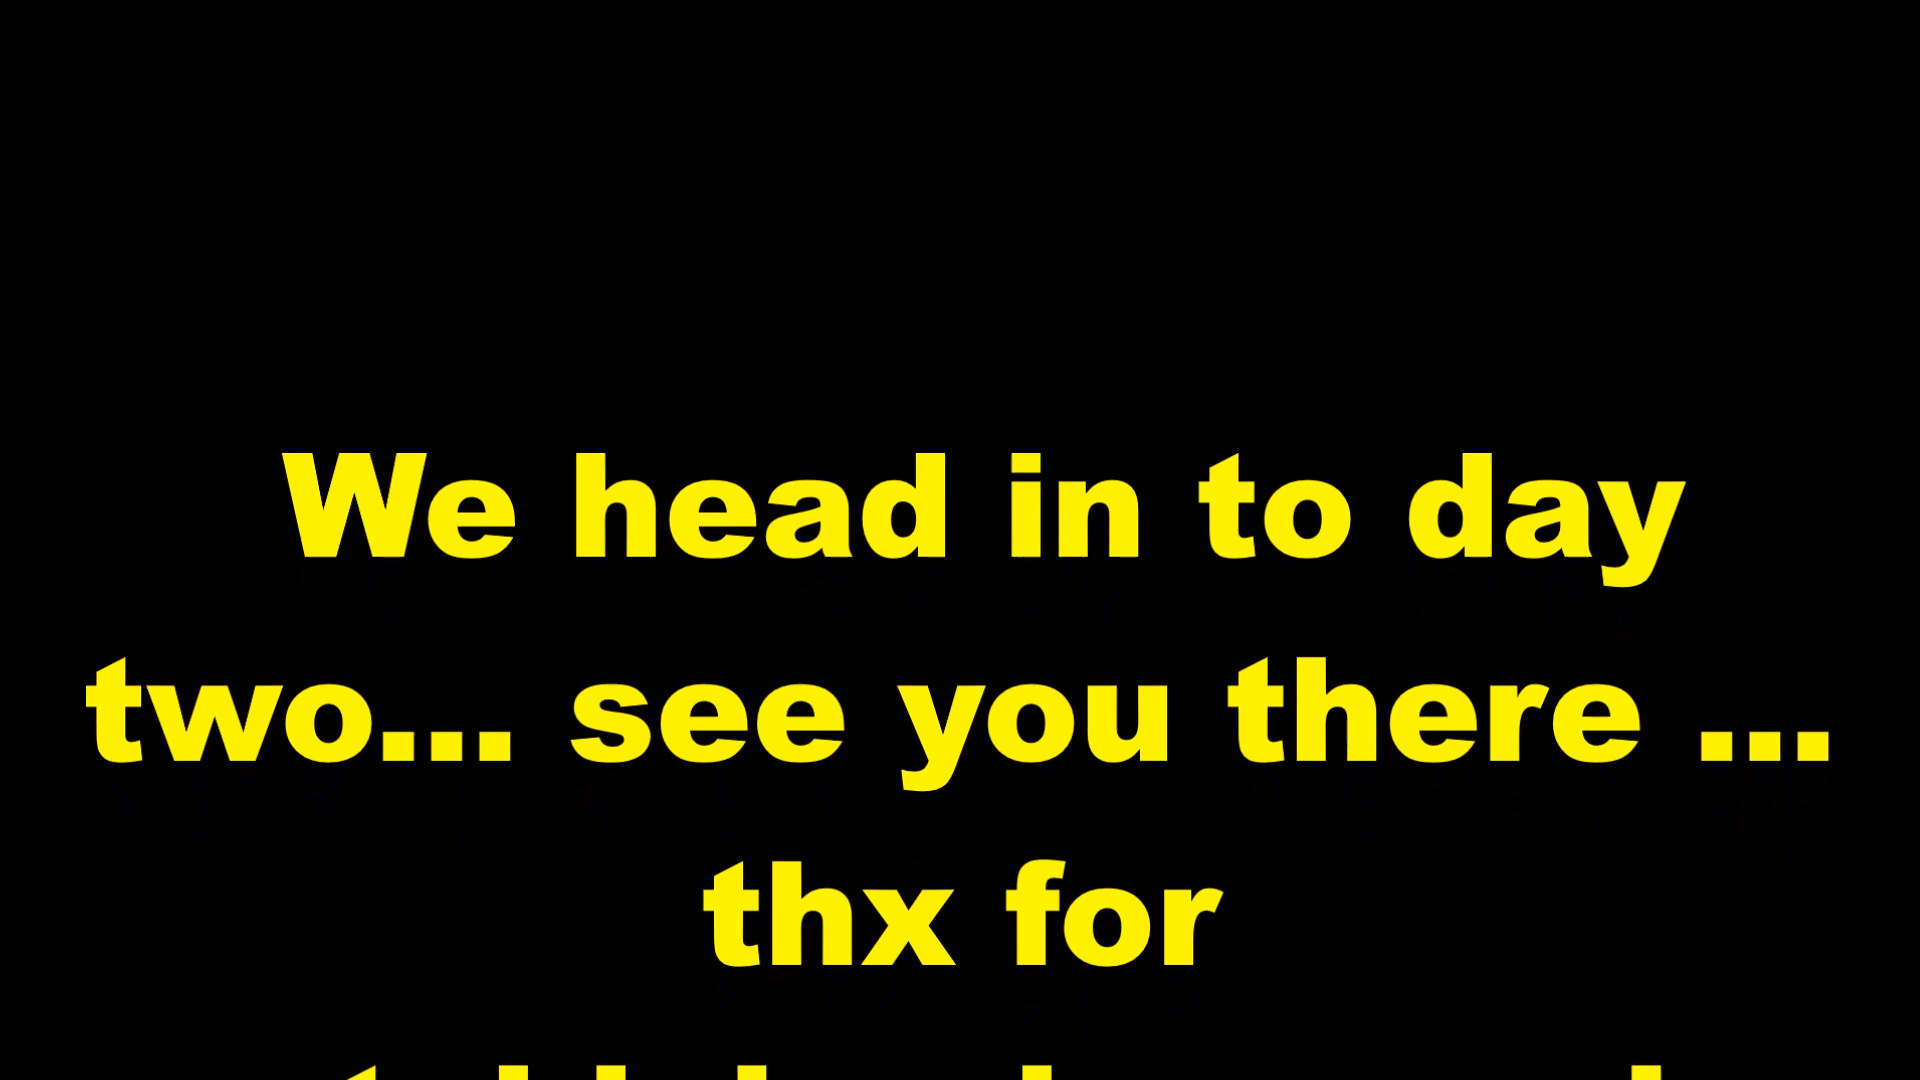 We head in to day
two... see you there ...
thx for